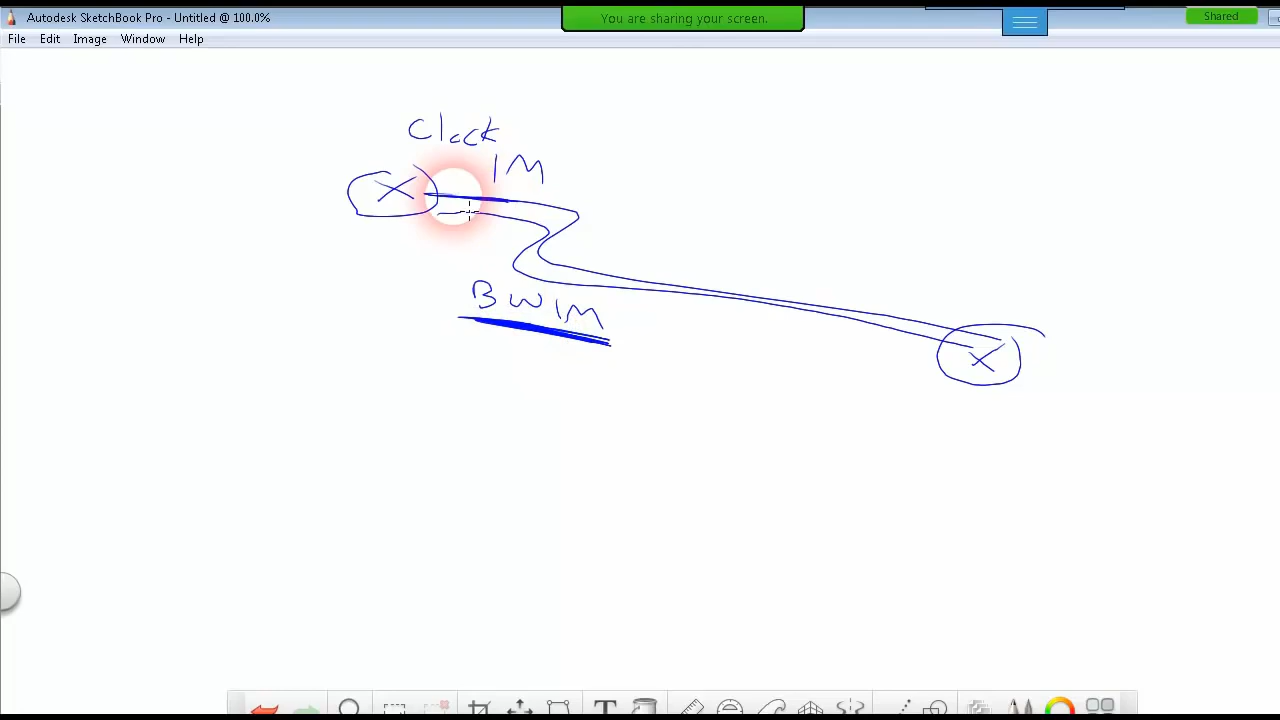 Autodesk SketchBook Pro - Untitled @ 100.0%
You are sharing your screen.
Shared
File Edit Image Window Help
Clock
1M
BW 1M